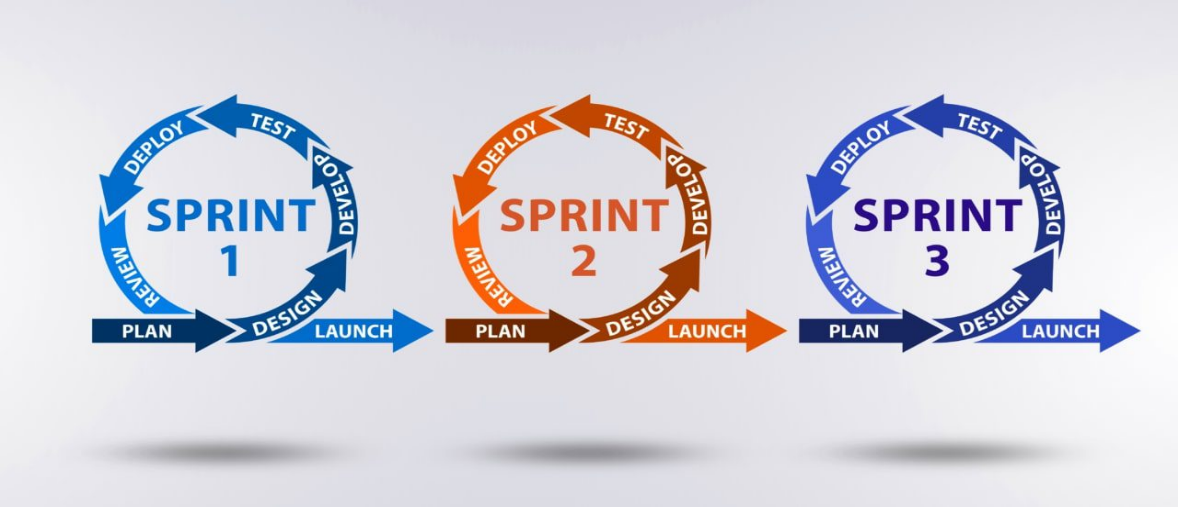 SPRINT
1
PLAN
DESIGN
DEVELOP
TEST
DEPLOY
REVIEW
LAUNCH
SPRINT
2
PLAN
DESIGN
DEVELOP
TEST
DEPLOY
REVIEW
LAUNCH
SPRINT
3
PLAN
DESIGN
DEVELOP
TEST
DEPLOY
REVIEW
LAUNCH